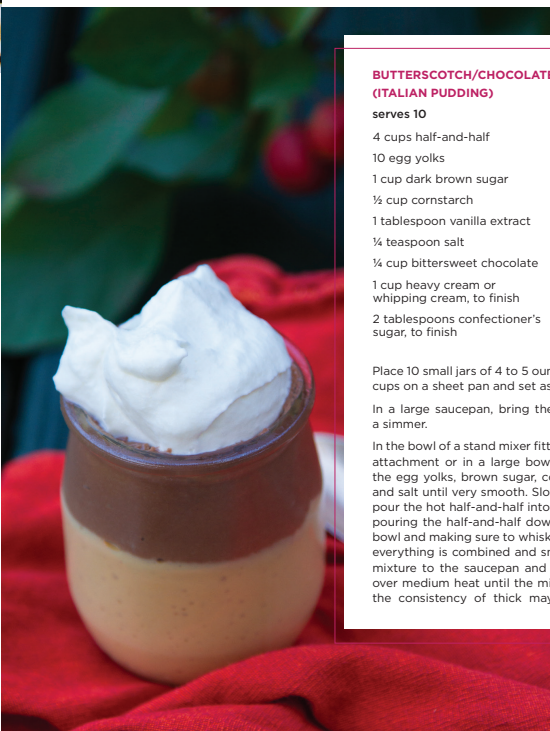 BUTTERSCOTCH/CHOCOLATE
(ITALIAN PUDDING)
serves 10
4 cups half-and-half
10 egg yolks
1 cup dark brown sugar
½ cup cornstarch
1 tablespoon vanilla extract
¼ teaspoon salt
¼ cup bittersweet chocolate
1 cup heavy cream or
whipping cream, to finish
2 tablespoons confectioner's
sugar, to finish
Place 10 small jars of 4 to 5
cups on a sheet pan and set
In a large saucepan, bring the
a simmer.
In the bowl of a stand mixer
attachment or in a large
the egg yolks, brown sugar,
and salt until very smooth.
pour the hot half-and-half into
pouring the half-and-half
bowl and making sure to whisk
everything is combined and
mixture to the saucepan and
over medium heat until the
the consistency of thick